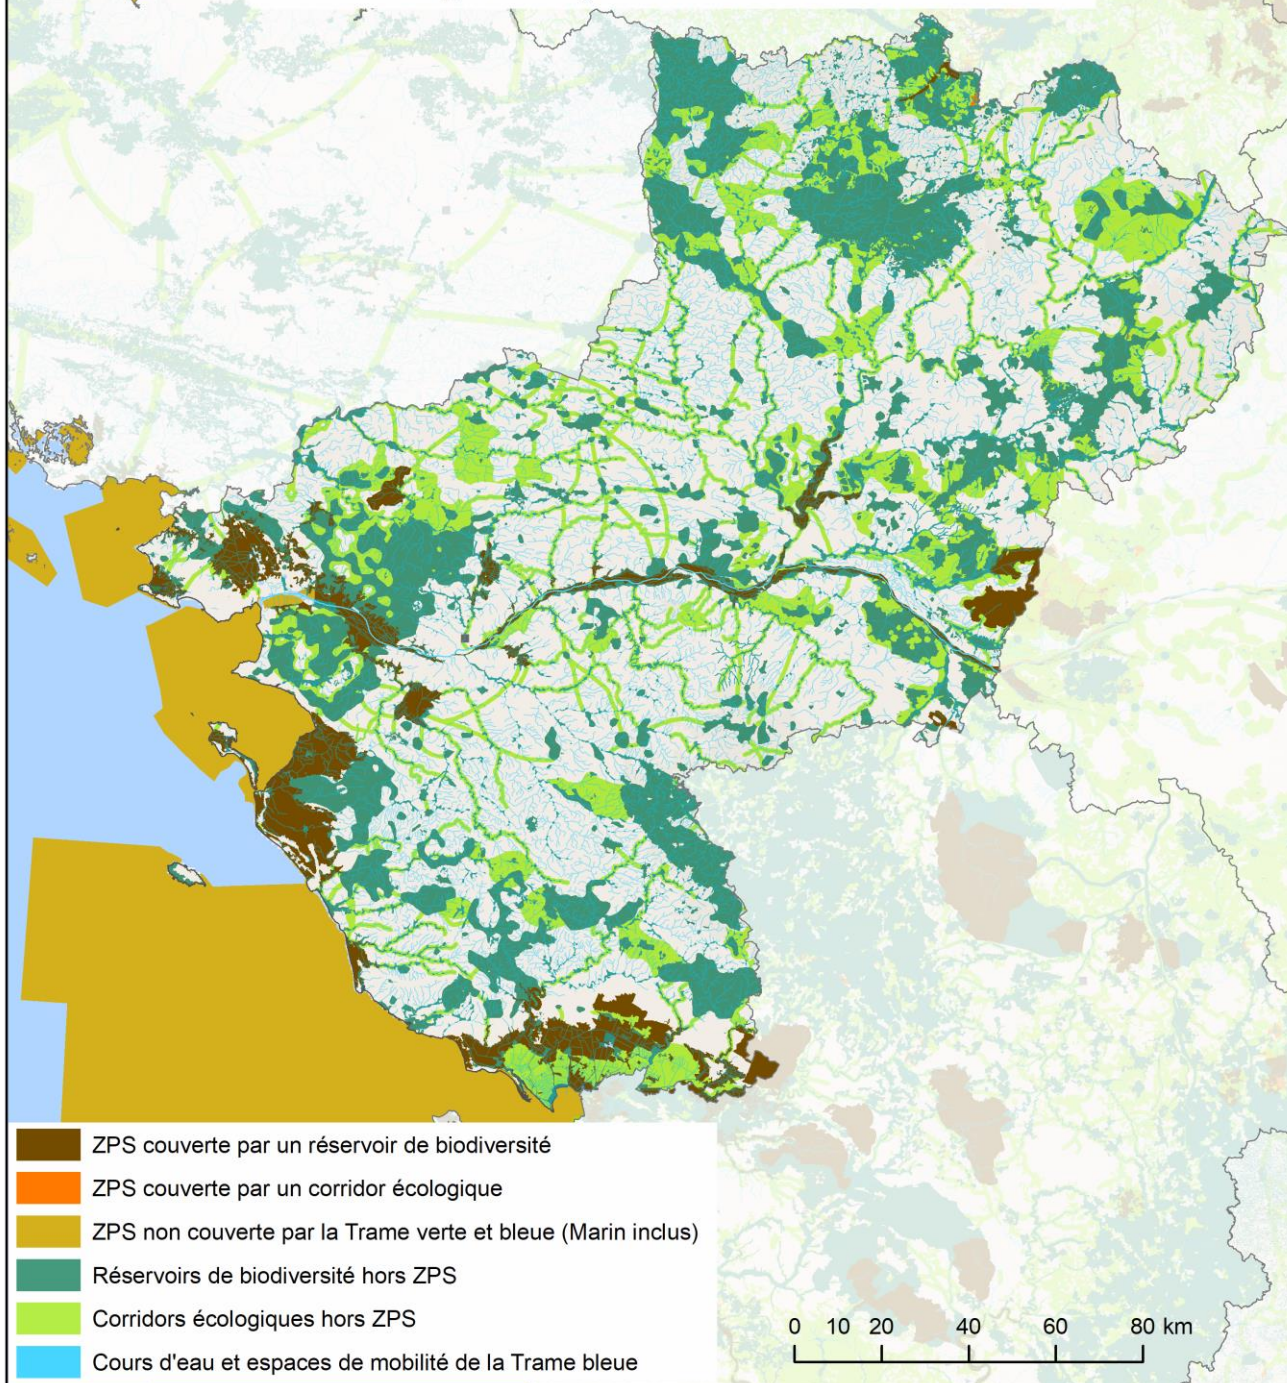 ZPS couverte par un réservoir de biodiversité
ZPS couverte par un corridor écologique
ZPS non couverte par la Trame verte et bleue (Marin inclus)
Réservoirs de biodiversité hors ZPS
Corridors écologiques hors ZPS
Cours d'eau et espaces de mobilité de la Trame bleue
0 10 20 40 60 80 km